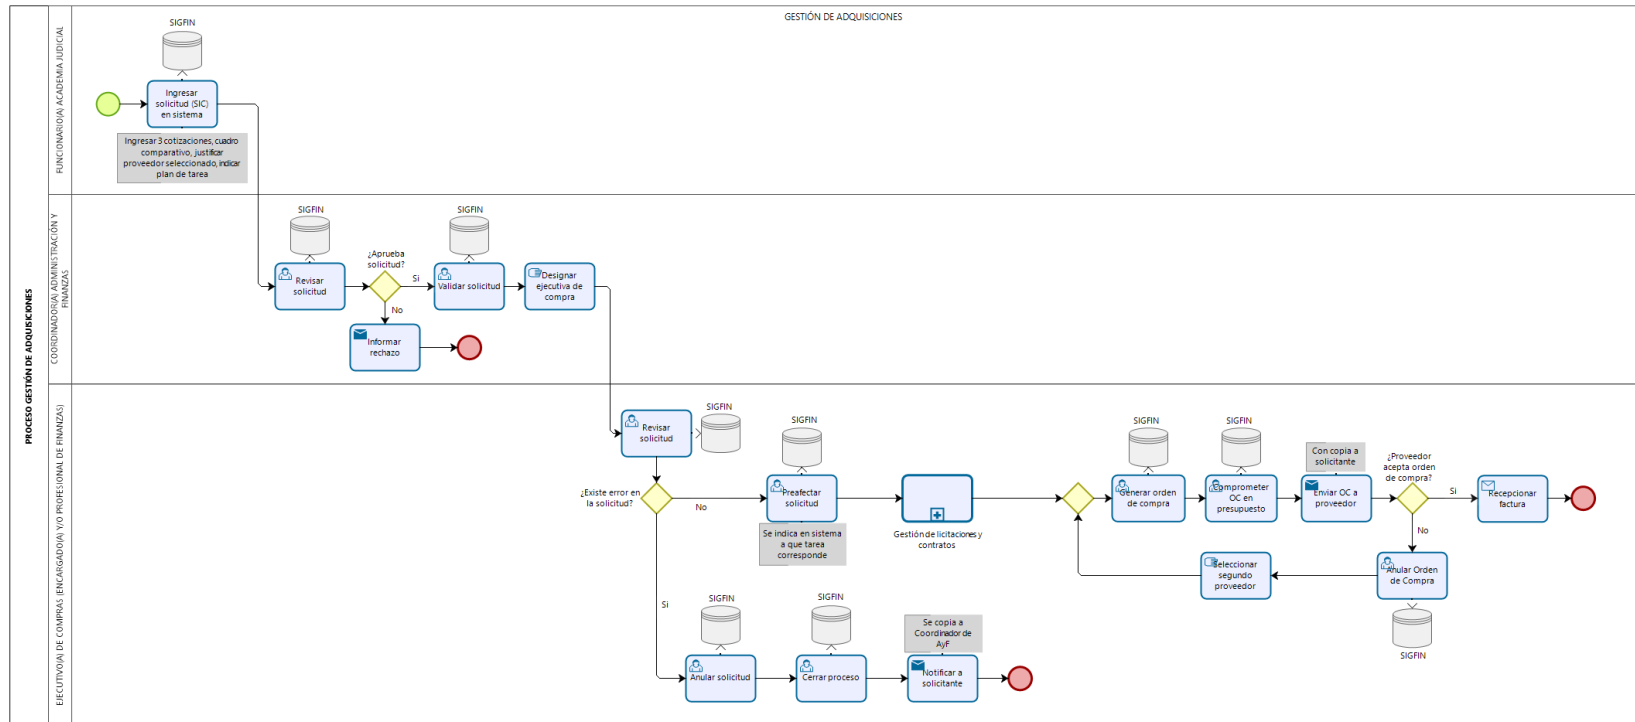 GESTIÓN DE ADQUISICIONES
PROCESO GESTIÓN DE ADQUISICIONES
FUNCIONARIO(A) ACADEMIA JUDICIAL
SIGFIN
Ingresar
solicitud (SIC)
en sistema
Ingresar 3 cotizaciones, cuadro
comparativo, justificar
proveedor seleccionado, indicar
plan de tarea
COORDINADOR(A) ADMINISTRACIÓN Y
FINANZAS
SIGFIN
Revisar
solicitud
¿Aprueba
solicitud?
Si
No
SIGFIN
Validar solicitud
Designar
ejecutiva de
compra
Informar
rechazo
EJECUTIVO(A) DE COMPRAS (ENCARGADO(A) Y/O PROFESIONAL DE FINANZAS)
Revisar
solicitud
SIGFIN
¿Existe error en
la solicitud?
No
Si
SIGFIN
Preafectar
solicitud
Se indica en sistema
a que tarea
corresponde
Gestión de licitaciones y
contratos
SIGFIN
Generar orden
de compra
SIGFIN
Comprometer
OC en
presupuesto
Con copia a
solicitante
Enviar OC a
proveedor
¿Proveedor
acepta orden
de compra?
Si
No
Recepcionar
factura
Seleccionar
segundo
proveedor
Anular Orden
de Compra
SIGFIN
SIGFIN
Anular solicitud
SIGFIN
Cerrar proceso
Se copia a
Coordinador de
AyF
Notificar a
solicitante